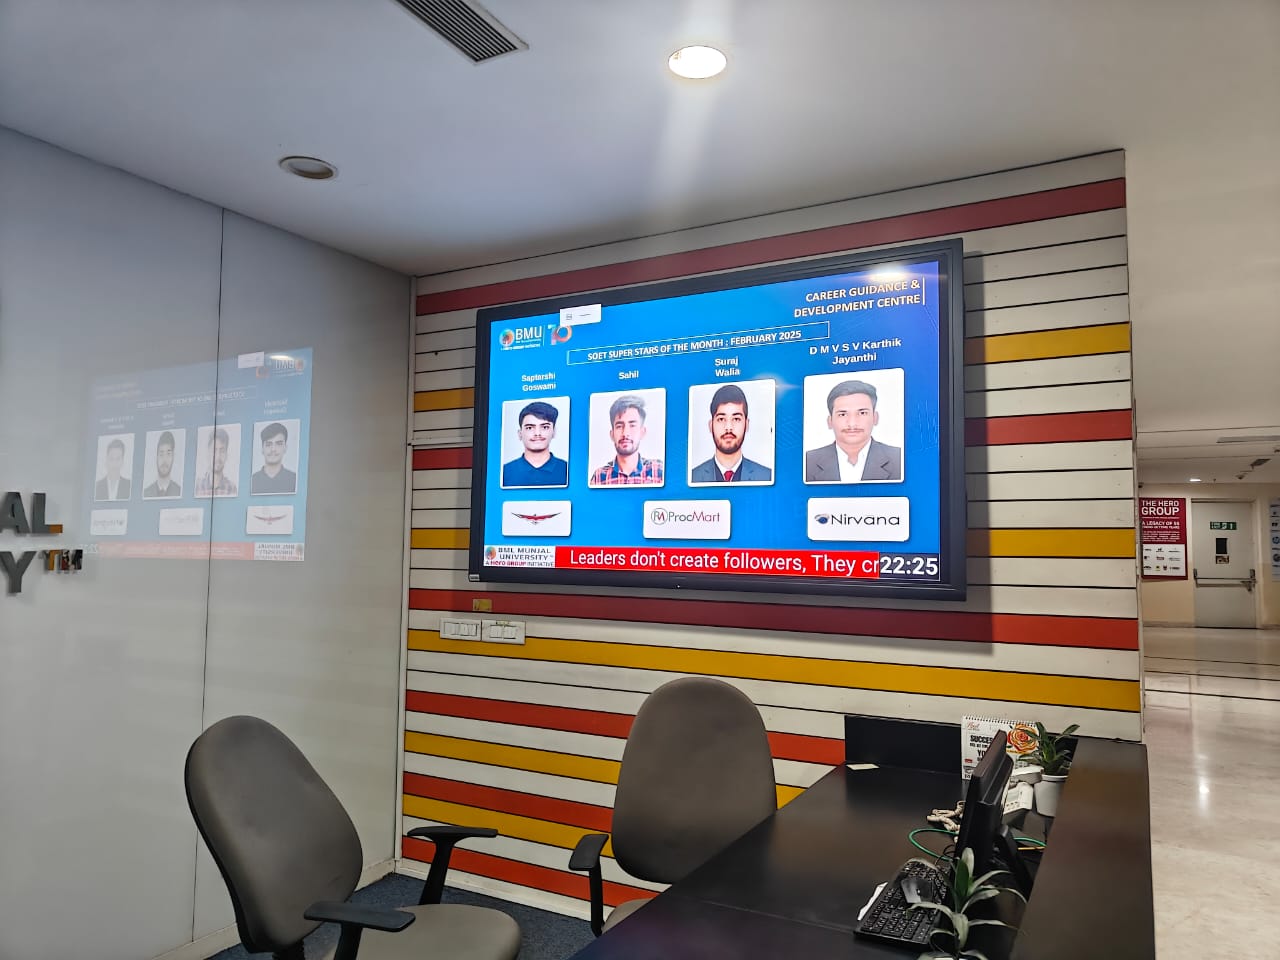 CAREER GUIDANCE &
DEVELOPMENT CENTRE
BMU
SOET SUPER STARS OF THE MONTH : FEBRUARY 2025
Saptarshi
Goswami
Sahil
Suraj
Walia
D M V S V Karthik
Jayanthi
ProcMart
Nirvana
BML MUNJAL
UNIVERSITY
A HERO GROUP INITIATIVE
Leaders don't create followers, They cr
22:25
AL
Y
THE HERO
GROUP
SUCCE